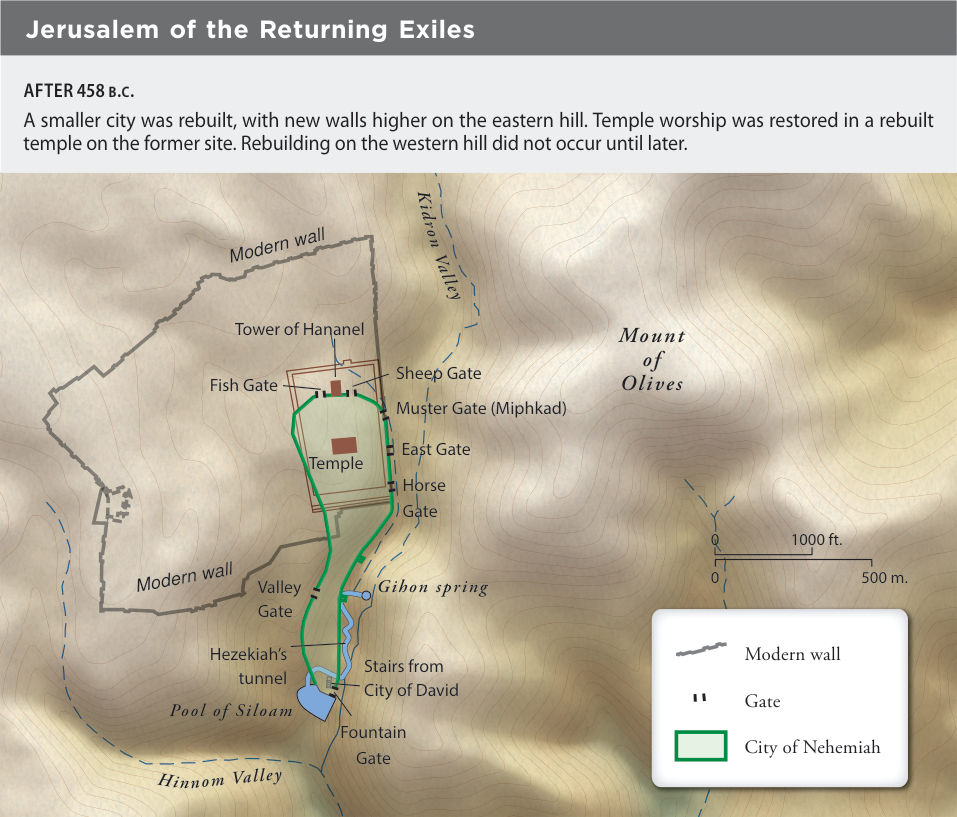 Jerusalem of the Returning Exiles
AFTER 458 B.C.
A smaller city was rebuilt, with new walls higher on the eastern hill. Temple worship was restored in a rebuilt
temple on the former site. Rebuilding on the western hill did not occur until later.
Kidron Valley
Modern wall
Tower of Hananel
Mount
of
Olives
Fish Gate
Sheep Gate
Muster Gate (Miphkad)
East Gate
Temple
Horse
Gate
0
1000 ft.
0
500 m.
Modern wall
Valley
Gate
Gihon spring
Hezekiah's
tunnel
Stairs from
City of David
Pool of Siloam
Fountain
Gate
Hinnom Valley
Modern wall
Gate
City of Nehemiah